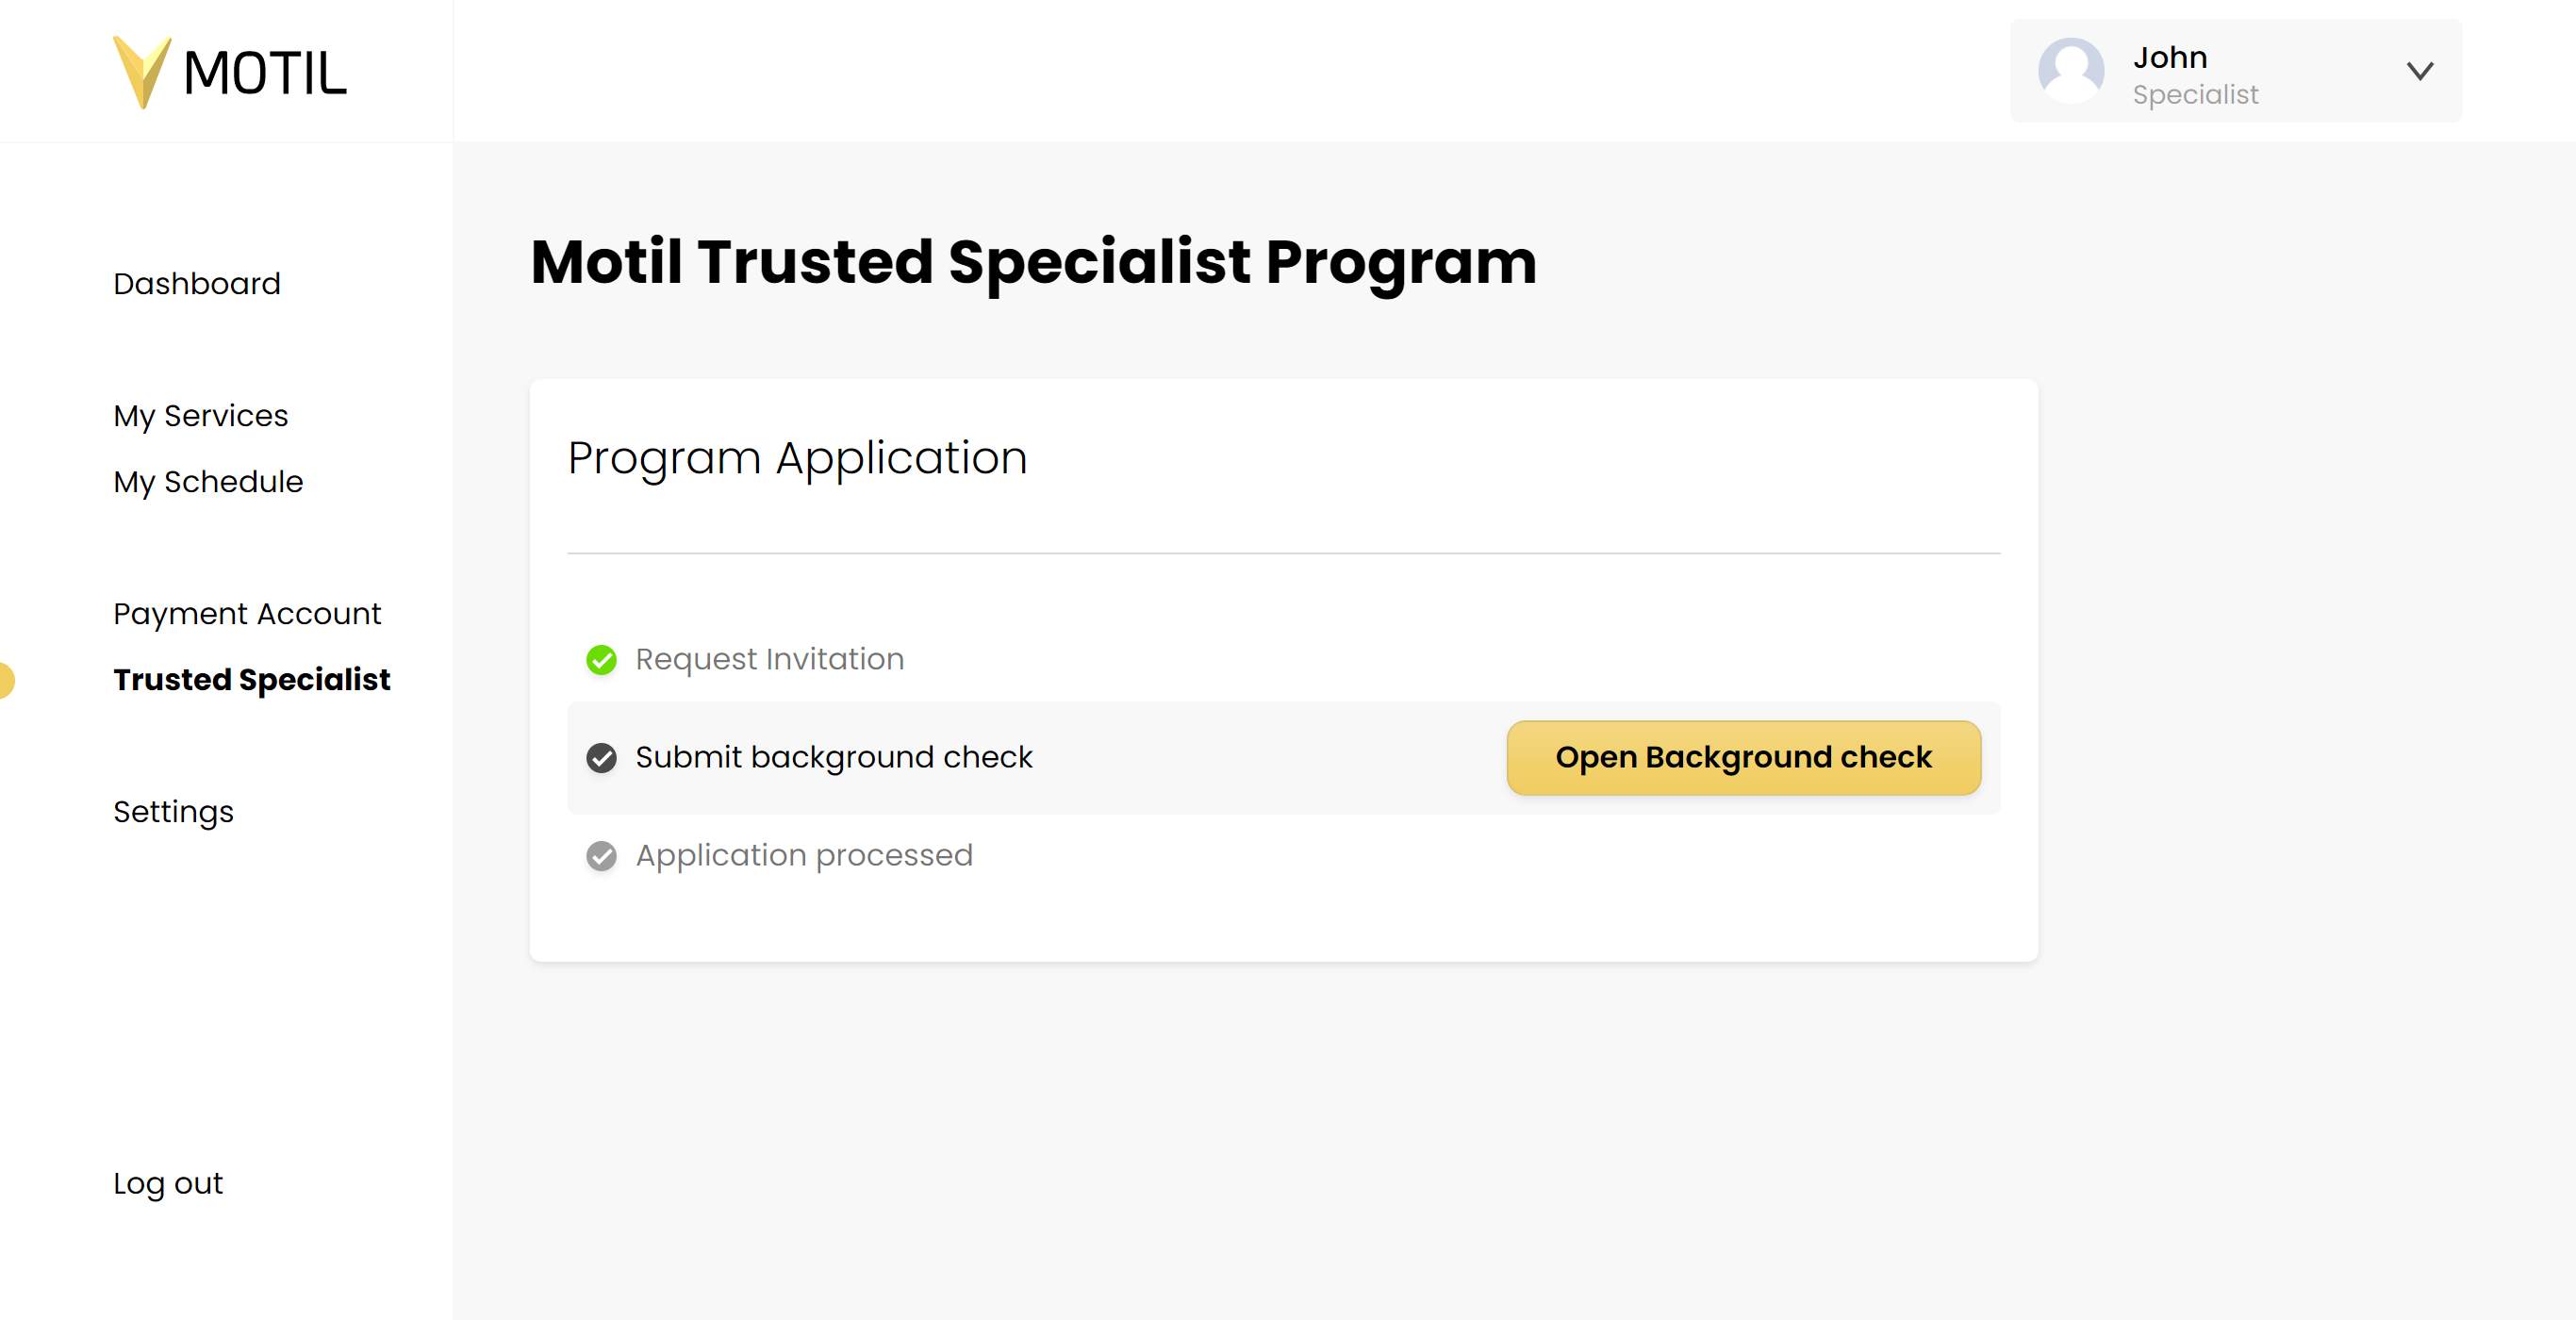 MOTIL
John
Specialist
Dashboard
My Services
My Schedule
Payment Account
Trusted Specialist
Settings
Log out
Motil Trusted Specialist Program
Program Application
Request Invitation
Submit background check
Open Background check
Application processed